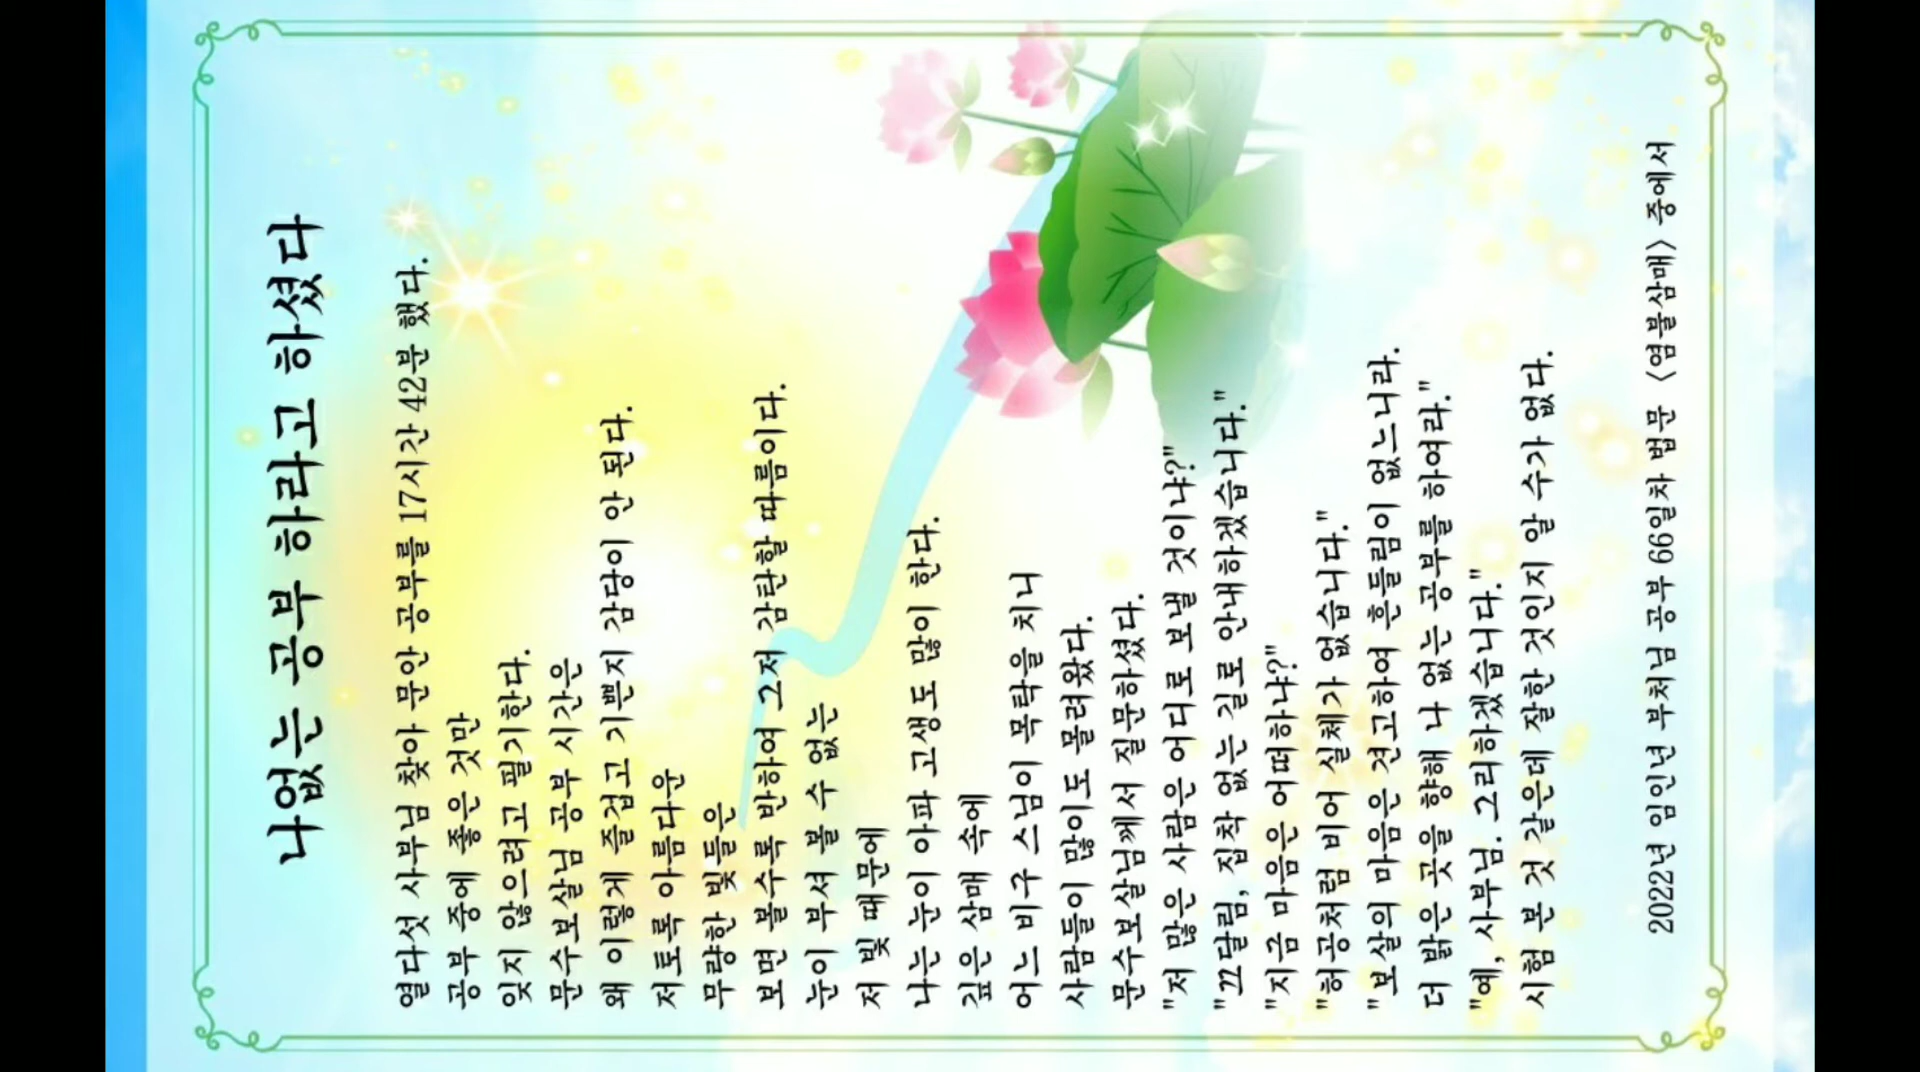 나없는 공부 하라고 하셨다
열다섯 사부님 찾아 문안 공부를 17시간 42분 했다.
공부 중에 좋은 것만
잊지 않으려고 필기한다.
문수보살님 공부 시간은
왜 이렇게 즐겁고 기쁜지 감당이 안 된다.
저토록 아름다운
무량한 빛들은
보면 볼수록 반하여 그저 감탄할 따름이다.
눈이 부셔 볼 수 없는
저 빛 때문에
나는 눈이 아파 고생도 많이 한다.
깊은 삼매 속에
어느 비구 스님이 목탁을 치니
사람들이 많이도 몰려왔다.
문수보살님께서 질문하셨다.
"저 많은 사람은 어디로 보낼 것이냐?"
"끄달림, 집착 없는 길로 안내하겠습니다."
"지금 마음은 어떠하냐?"
"허공처럼 비어 실체가 없습니다."
"보살의 마음은 견고하여 흔들림이 없느니라.
더 밝은 곳을 향해 나 없는 공부를 하여라."
"예, 사부님. 그리하겠습니다."
시험 본 것 같은데 잘한 것인지 알 수가 없다.
2022년 임인년 부처님 공부 66일차 법문 〈염불삼매〉 중에서